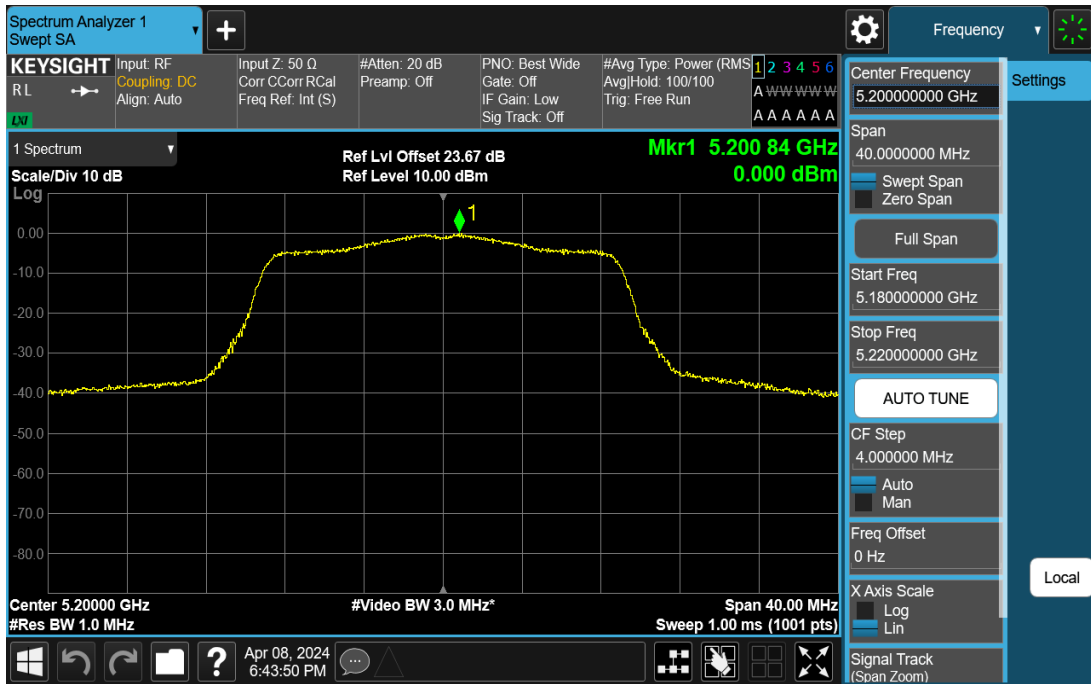 Spectrum Analyzer 1
Swept SA
+
Frequency
KEYSIGHT
RL
LXI
Input: RF
Coupling: DC
Align: Auto
Input Z: 50 Ω
Corr CCorr RCal
Freq Ref: Int (S)
#Atten: 20 dB
Preamp: Off
PNO: Best Wide
Gate: Off
IF Gain: Low
Sig Track: Off
#Avg Type: Power (RMS
Avg|Hold: 100/100
Trig: Free Run
1 2 3 4 5 6
A W W W W W
A A A A A A
1 Spectrum
Scale/Div 10 dB
Log
Ref Lvl Offset 23.67 dB
Ref Level 10.00 dBm
Mkr1 5.200 84 GHz
0.000 dBm
1
0.00
-10.0
-20.0
-30.0
-40.0
-50.0
-60.0
-70.0
-80.0
Center 5.20000 GHz
#Res BW 1.0 MHz
#Video BW 3.0 MHz*
Span 40.00 MHz
Sweep 1.00 ms (1001 pts)
?
Apr 08, 2024
6:43:50 PM
Center Frequency
5.200000000 GHz
Span
40.0000000 MHz
Swept Span
Zero Span
Full Span
Start Freq
5.180000000 GHz
Stop Freq
5.220000000 GHz
AUTO TUNE
CF Step
4.000000 MHz
Auto
Man
Freq Offset
0 Hz
X Axis Scale
Log
Lin
Signal Track
(Span Zoom)
Settings
Local